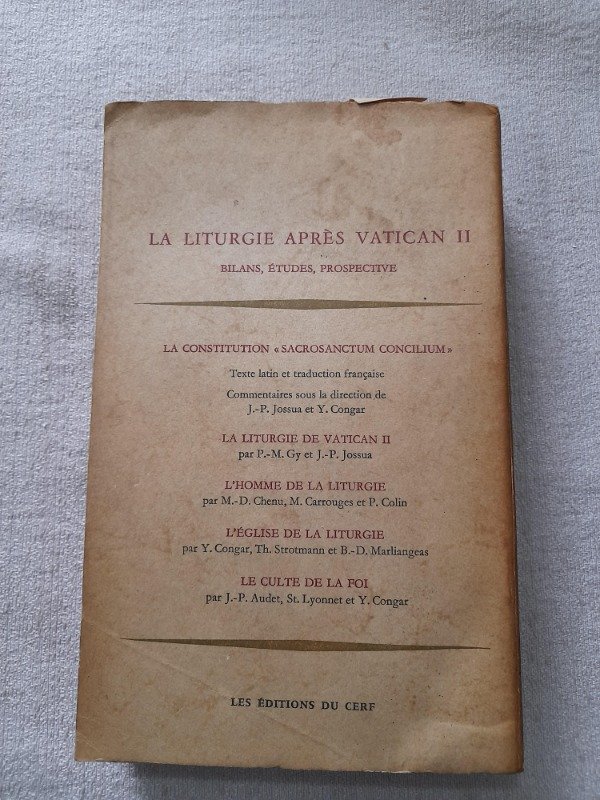 LA LITURGIE APRÈS VATICAN II
BILANS, ÉTUDES, PROSPECTIVE
LA CONSTITUTION « SACROSANCTUM CONCILIUM »
Texte latin et traduction française
Commentaires sous la direction de
J.-P. Jossua et Y. Congar
LA LITURGIE DE VATICAN II
par P.-M. Gy et J.-P. Jossua
L'HOMME DE LA LITURGIE
par M.-D. Chenu, M. Carrouges et P. Colin
L'ÉGLISE DE LA LITURGIE
par Y. Congar, Th. Strotmann et B.-D. Marliangeas
LE CULTE DE LA FOI
par J.-P. Audet, St. Lyonnet et Y. Congar
LES ÉDITIONS DU CERF